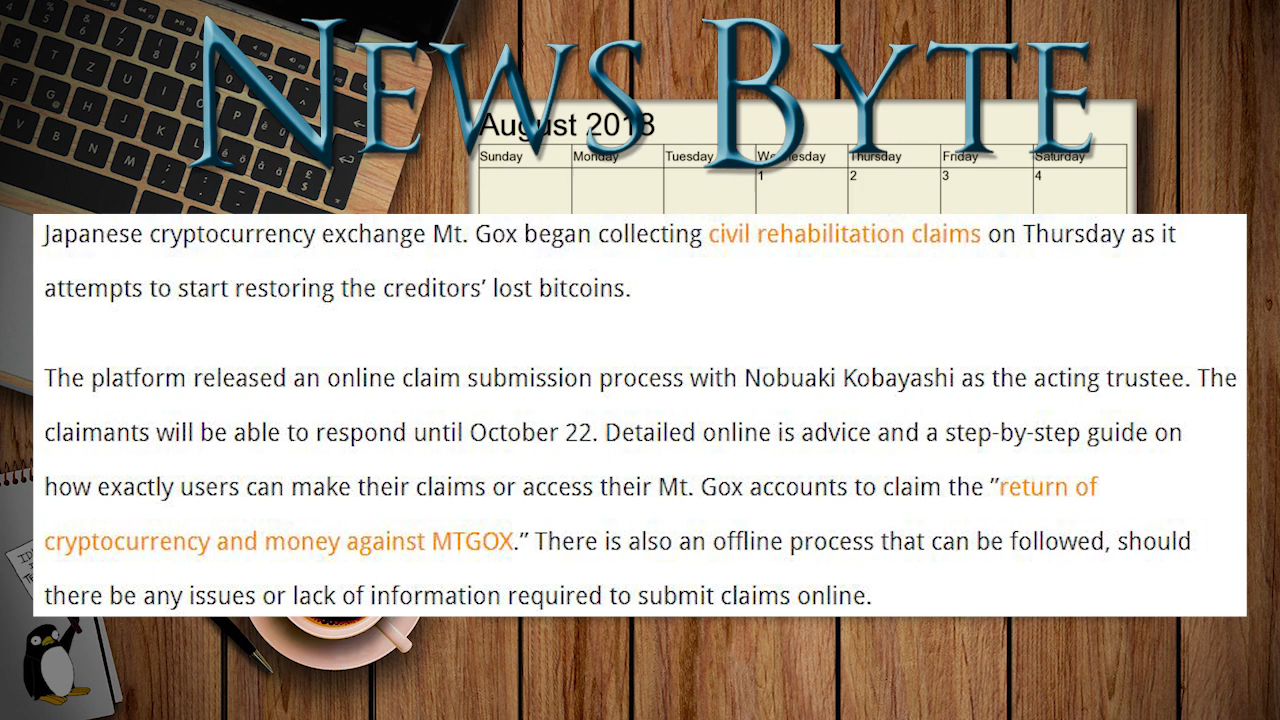 News Byte
August 2018
Sunday Monday Tuesday Wednesday Thursday Friday Saturday
1 2 3 4
Japanese cryptocurrency exchange Mt. Gox began collecting civil rehabilitation claims on Thursday as it
attempts to start restoring the creditors’ lost bitcoins.
The platform released an online claim submission process with Nobuaki Kobayashi as the acting trustee. The
claimants will be able to respond until October 22. Detailed online is advice and a step-by-step guide on
how exactly users can make their claims or access their Mt. Gox accounts to claim the ”return of
cryptocurrency and money against MTGOX.” There is also an offline process that can be followed, should
there be any issues or lack of information required to submit claims online.